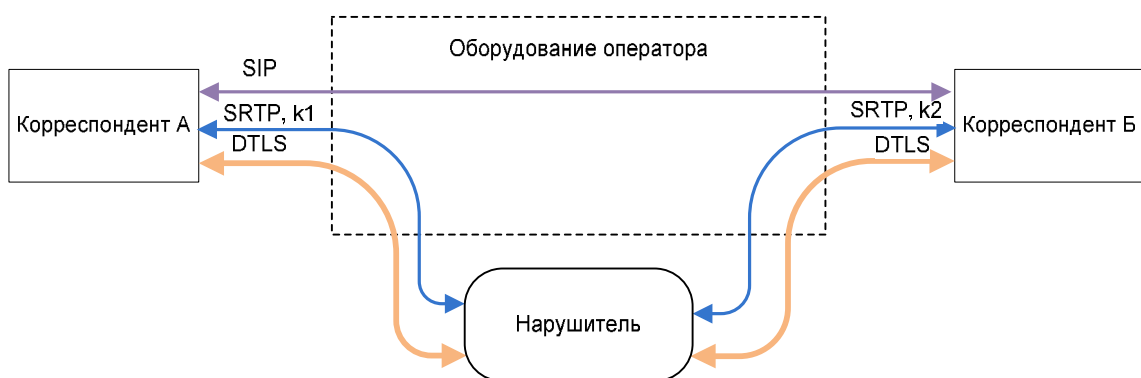 Оборудование оператора
SIP
Корреспондент А
SRTP, k1
DTLS
SRTP, k2
DTLS
Корреспондент Б
Нарушитель